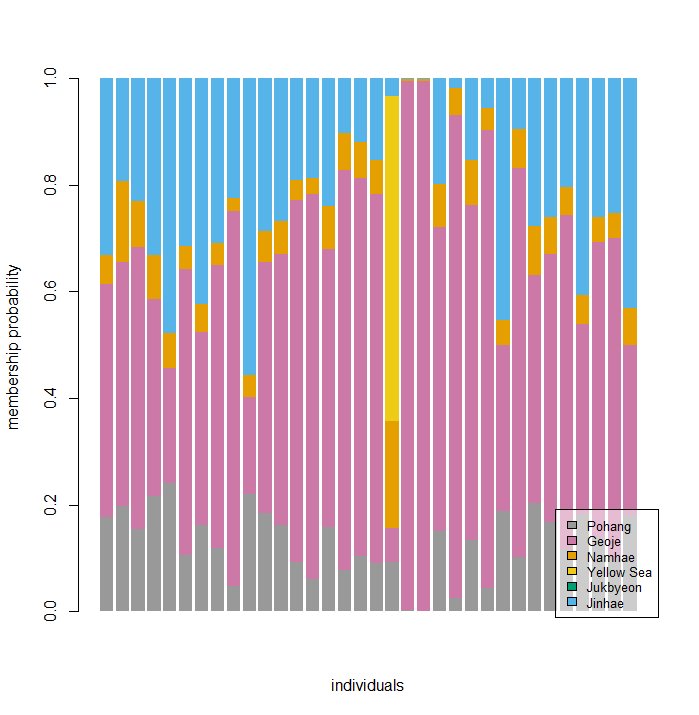 1.0
0.8
0.6
0.4
0.2
0.0
membership probability
individuals
Pohang
Geoje
Namhae
Yellow Sea
Jukbyeon
Jinhae